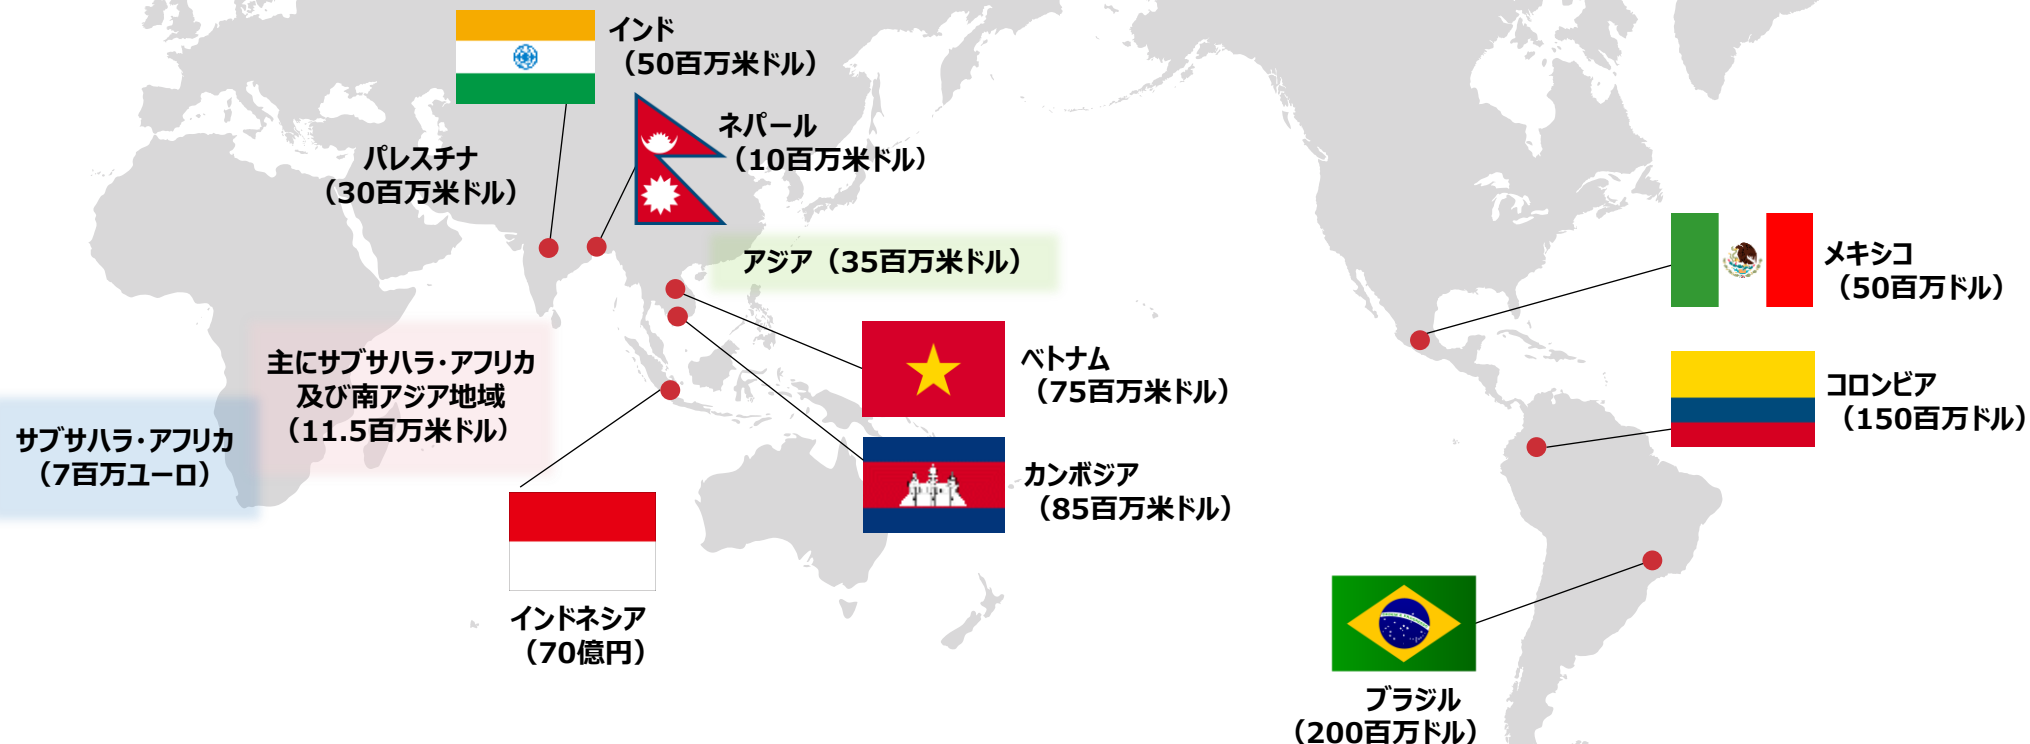 インド
（50百万米ドル）
ネパール
（10百万米ドル）
パレスチナ
（30百万米ドル）
アジア（35百万米ドル）
メキシコ
（50百万ドル）
主にサブサハラ・アフリカ
及び南アジア地域
（11.5百万米ドル）
ベトナム
（75百万米ドル）
コロンビア
（150百万ドル）
サブサハラ・アフリカ
（7百万ユーロ）
カンボジア
（85百万米ドル）
インドネシア
（70億円）
ブラジル
（200百万ドル）